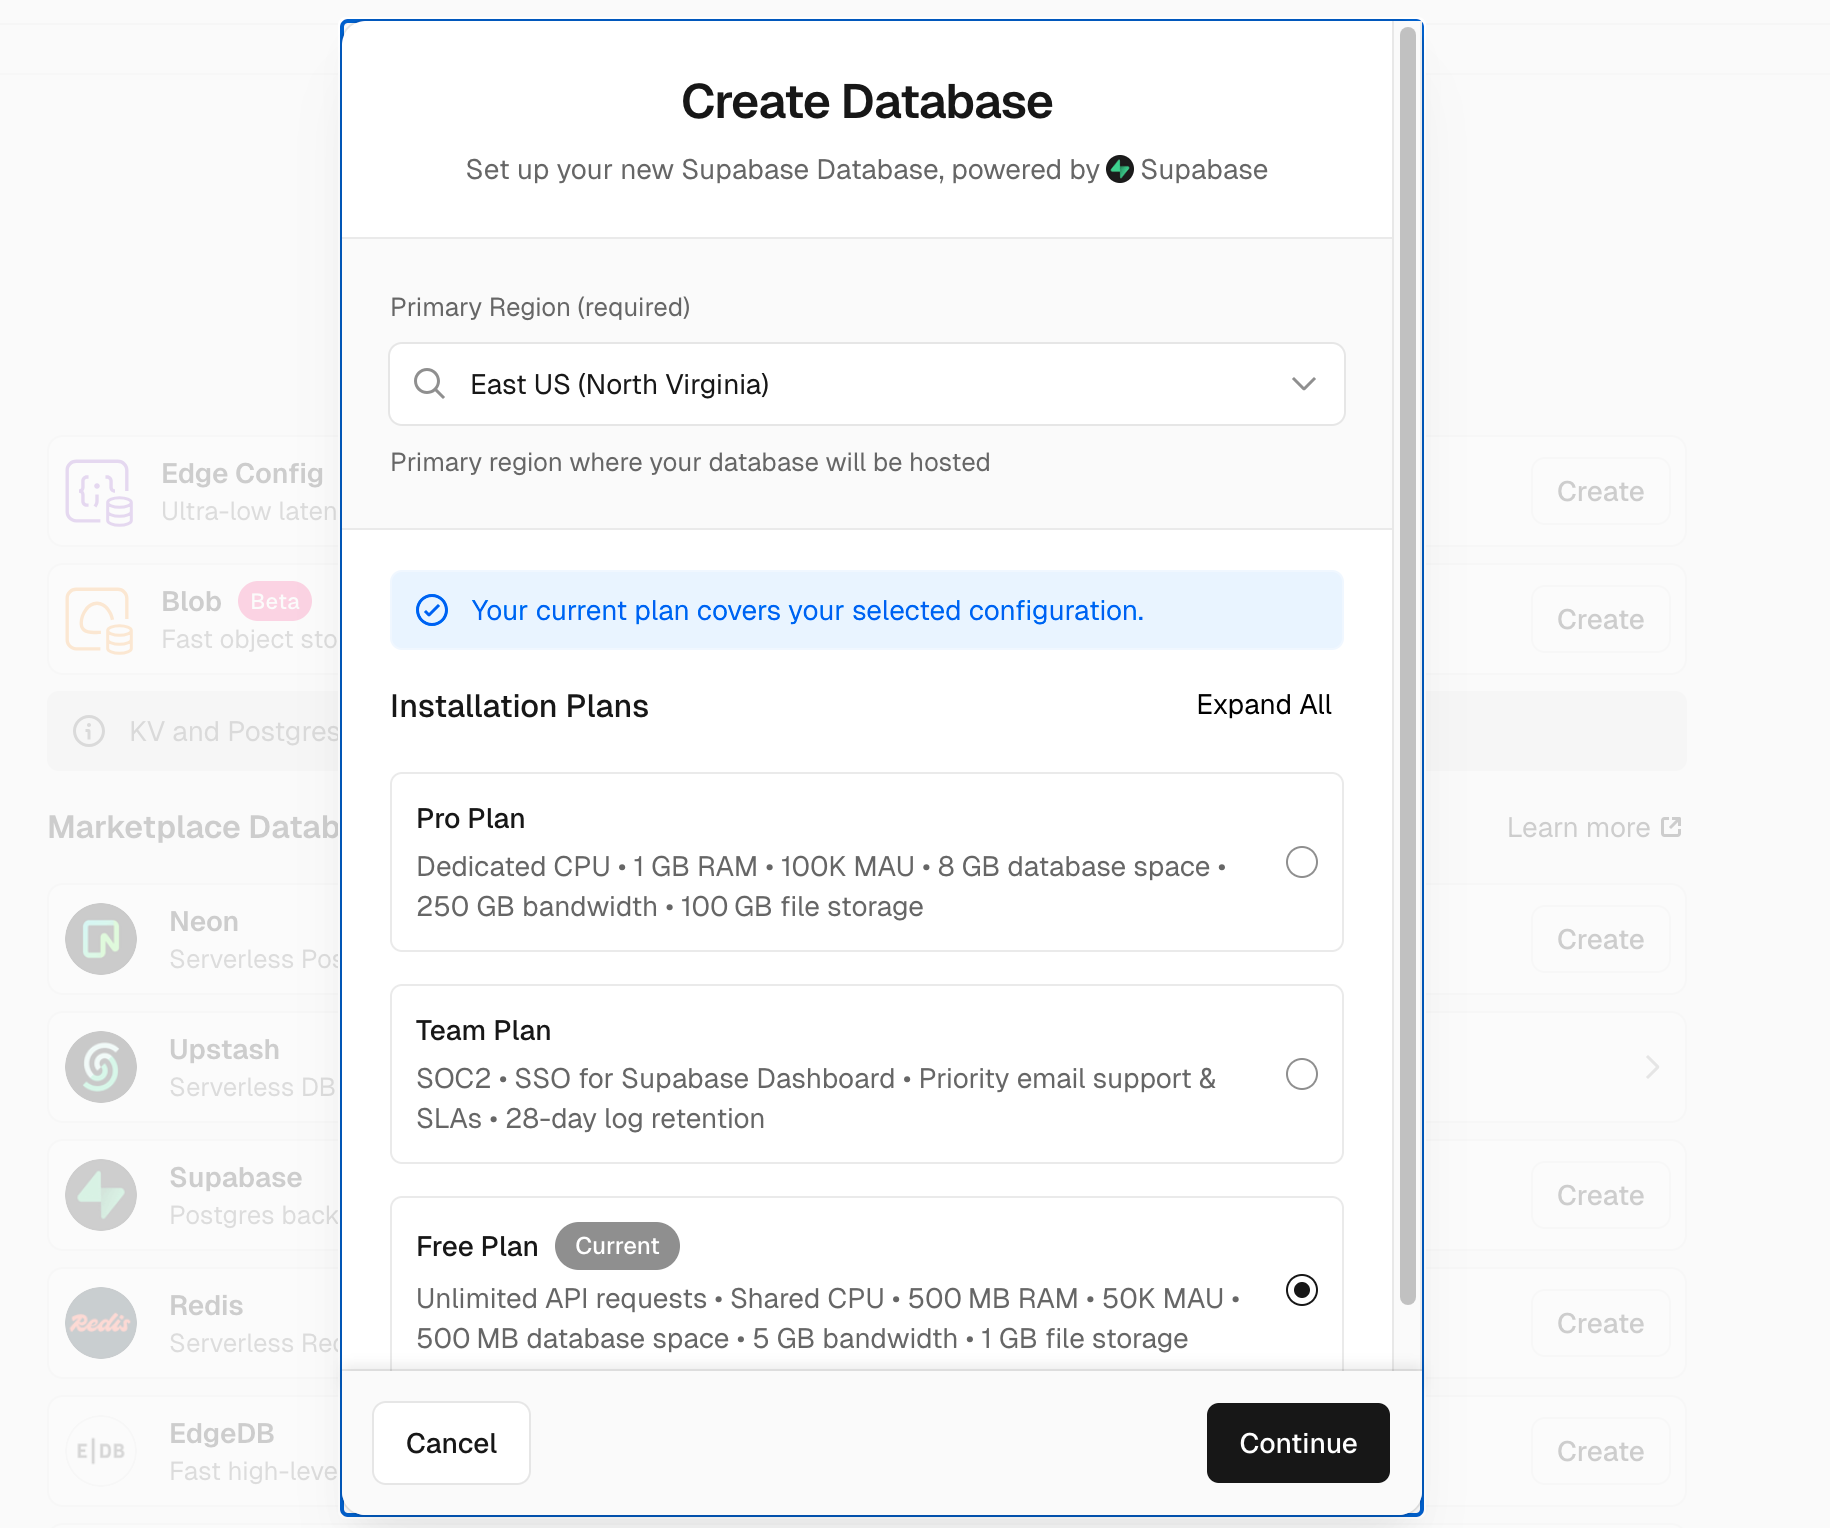 Create Database
Set up your new Supabase Database, powered by Supabase
Primary Region (required)
East US (North Virginia)
Primary region where your database will be hosted
Your current plan covers your selected configuration.
Installation Plans
Expand All
Pro Plan
Dedicated CPU • 1 GB RAM • 100K MAU • 8 GB database space •
250 GB bandwidth • 100 GB file storage
Team Plan
SOC2 • SSO for Supabase Dashboard • Priority email support &
SLAs • 28-day log retention
Free Plan
Current
Unlimited API requests • Shared CPU • 500 MB RAM • 50K MAU •
500 MB database space • 5 GB bandwidth • 1 GB file storage
Cancel
Continue
Edge Config
Ultra-low laten
Create
Blob
Beta
Fast object sto
Create
KV and Postgres
Marketplace Datab
Learn more
Neon
Serverless Pos
Create
Upstash
Serverless DB
Supabase
Postgres back
Create
Redis
Redis
Serverless Red
Create
E|DB
EdgeDB
Fast high-leve
Create